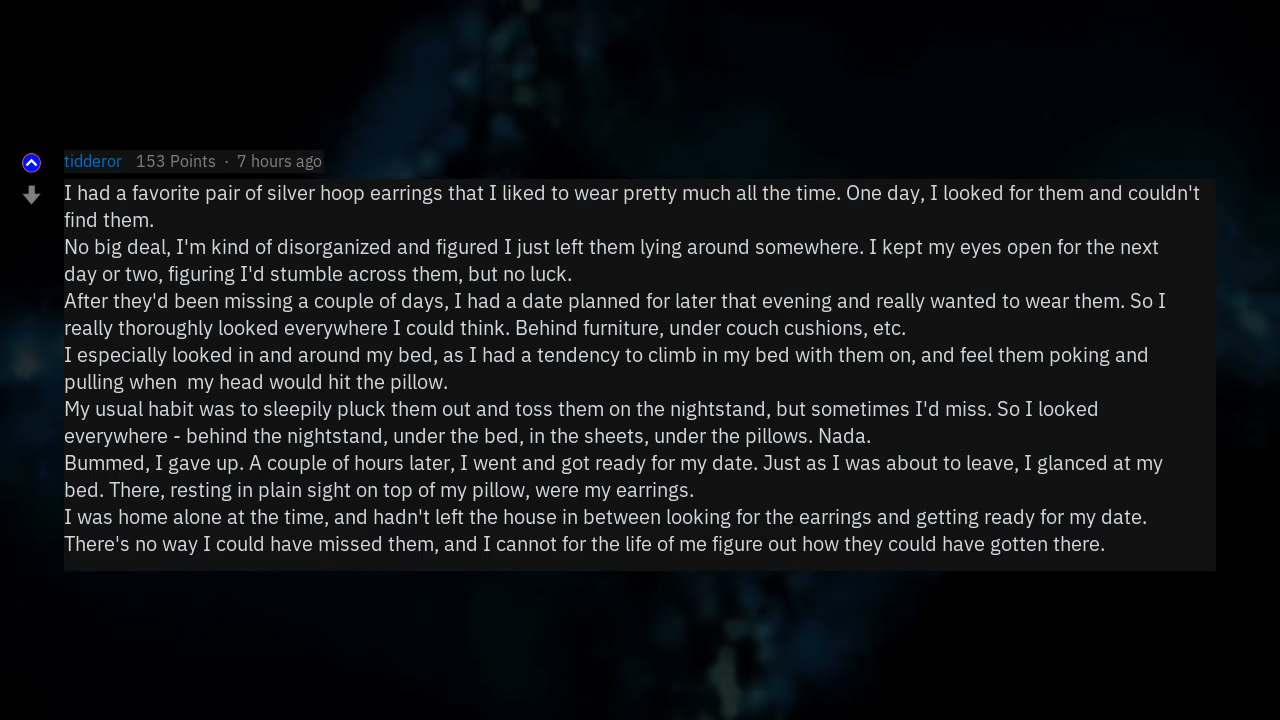 tidderor 153 Points · 7 hours ago
I had a favorite pair of silver hoop earrings that I liked to wear pretty much all the time. One day, I looked for them and couldn't
find them.
No big deal, I'm kind of disorganized and figured I just left them lying around somewhere. I kept my eyes open for the next
day or two, figuring I'd stumble across them, but no luck.
After they'd been missing a couple of days, I had a date planned for later that evening and really wanted to wear them. So I
really thoroughly looked everywhere I could think. Behind furniture, under couch cushions, etc.
I especially looked in and around my bed, as I had a tendency to climb in my bed with them on, and feel them poking and
pulling when  my head would hit the pillow.
My usual habit was to sleepily pluck them out and toss them on the nightstand, but sometimes I'd miss. So I looked
everywhere - behind the nightstand, under the bed, in the sheets, under the pillows. Nada.
Bummed, I gave up. A couple of hours later, I went and got ready for my date. Just as I was about to leave, I glanced at my
bed. There, resting in plain sight on top of my pillow, were my earrings.
I was home alone at the time, and hadn't left the house in between looking for the earrings and getting ready for my date.
There's no way I could have missed them, and I cannot for the life of me figure out how they could have gotten there.